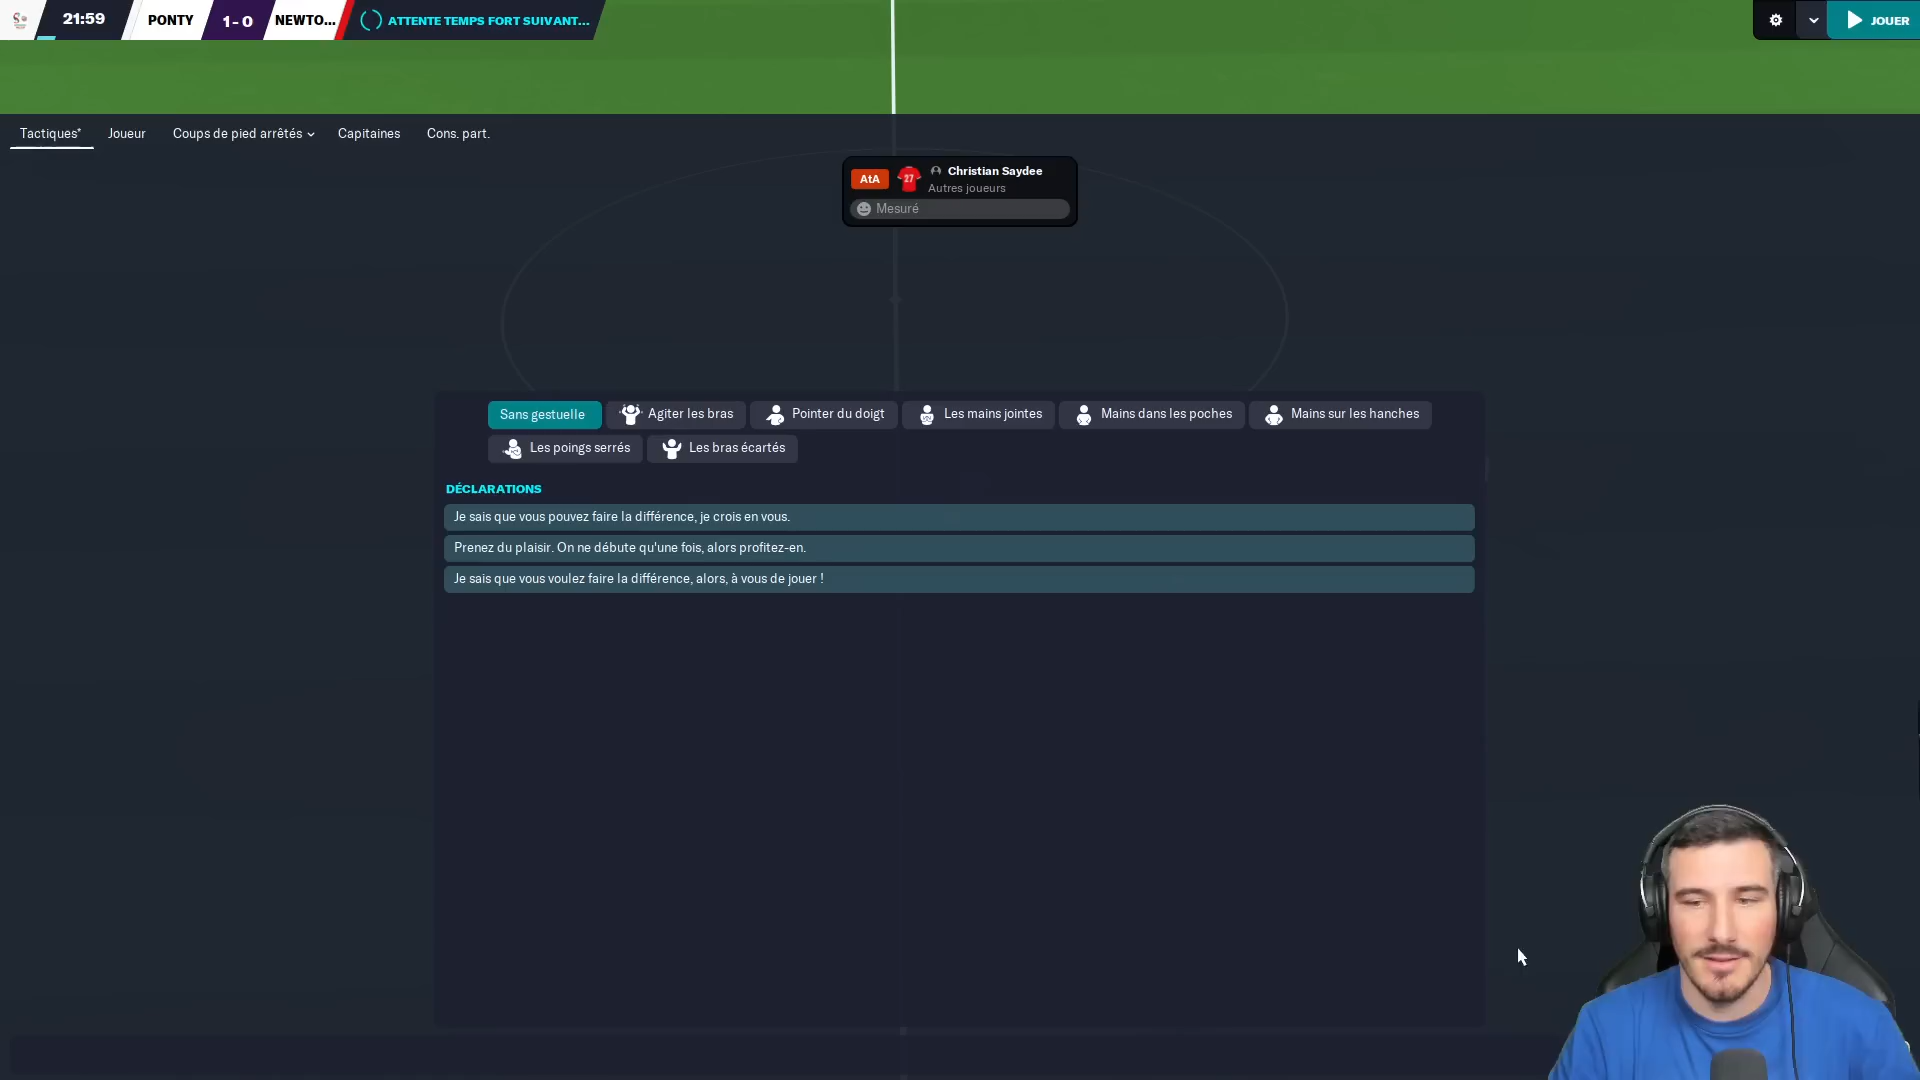 21:59 PONTY 1 - 0 NEWTO... ATTENTE TEMPS FORT SUIVANT... JOUER
Tactiques* Joueur Coups de pied arrêtés Capitaines Cons. part.
AtA 27 Christian Saydee
Autres joueurs
Mesuré
Sans gestuelle Agiter les bras Pointer du doigt Les mains jointes Mains dans les poches Mains sur les hanches
Les poings serrés Les bras écartés
DÉCLARATIONS
Je sais que vous pouvez faire la différence, je crois en vous.
Prenez du plaisir. On ne débute qu'une fois, alors profitez-en.
Je sais que vous voulez faire la différence, alors, à vous de jouer !